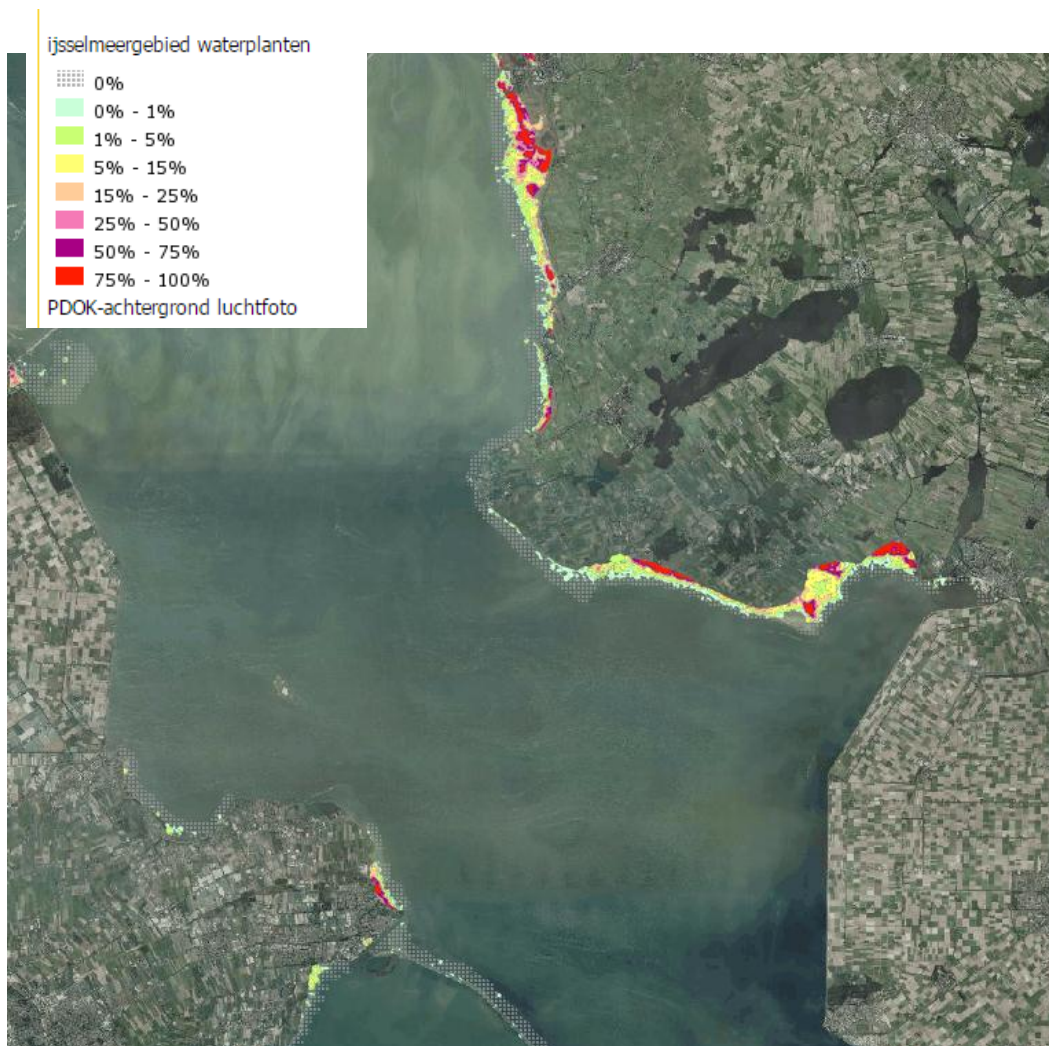 ijsselmeergebied waterplanten
0%
0% - 1%
1% - 5%
5% - 15%
15% - 25%
25% - 50%
50% - 75%
75% - 100%
PDOK-achtergrond luchtfoto